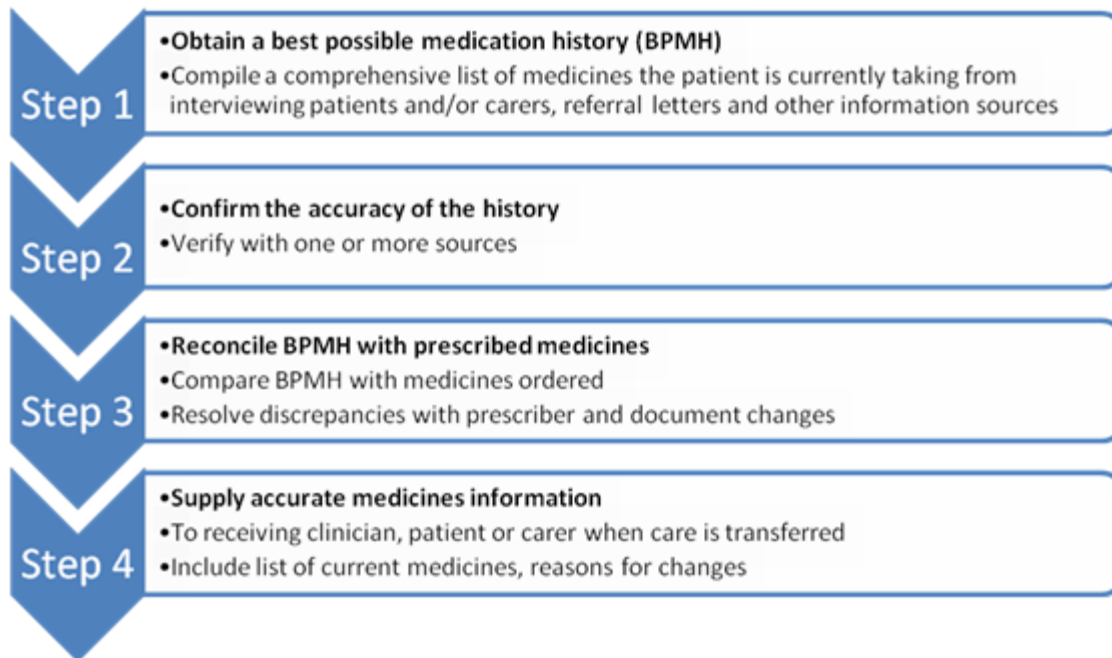 Step 1
•Obtain a best possible medication history (BPMH)
•Compile a comprehensive list of medicines the patient is currently taking from
interviewing patients and/or carers, referral letters and other information sources
Step 2
•Confirm the accuracy of the history
•Verify with one or more sources
Step 3
•Reconcile BPMH with prescribed medicines
•Compare BPMH with medicines ordered
•Resolve discrepancies with prescriber and document changes
Step 4
•Supply accurate medicines information
•To receiving clinician, patient or carer when care is transferred
•Include list of current medicines, reasons for changes